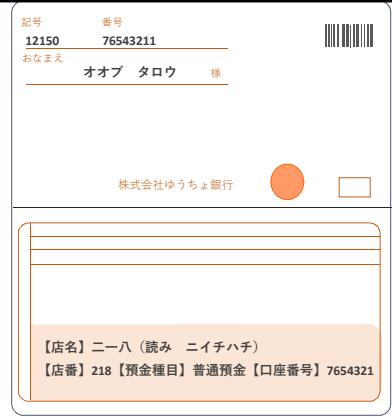 記号 番号
12150 76543211
おなまえ
オオブ タロウ 様
株式会社ゆうちょ銀行
【店名】二一八（読み ニイチハチ）
【店番】218【預金種目】普通預金【口座番号】7654321